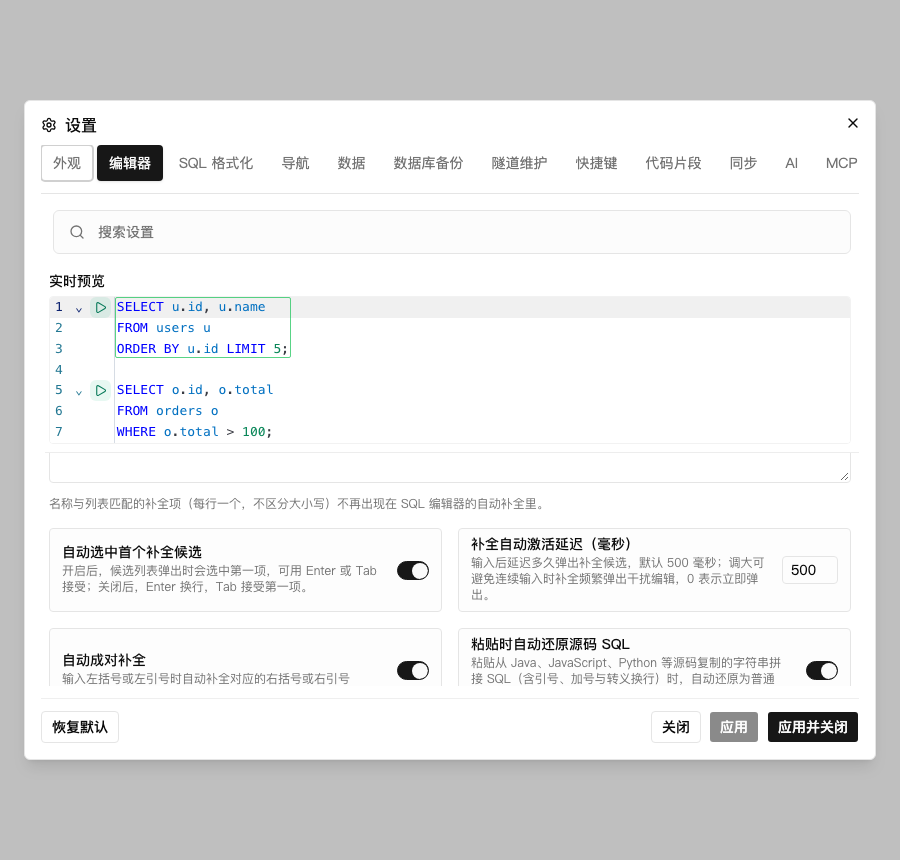 设置
外观 编辑器 SQL 格式化 导航 数据 数据库备份 隧道维护 快捷键 代码片段 同步 AI MCP
搜索设置
实时预览
1 SELECT u.id, u.name
2 FROM users u
3 ORDER BY u.id LIMIT 5;
4
5 SELECT o.id, o.total
6 FROM orders o
7 WHERE o.total > 100;
名称与列表匹配的补全项（每行一个，不区分大小写）不再出现在 SQL 编辑器的自动补全里。
自动选中首个补全候选
开启后，候选列表弹出时会选中第一项，可用 Enter 或 Tab
接受；关闭后，Enter 换行，Tab 接受第一项。
补全自动激活延迟（毫秒）
输入后延迟多久弹出补全候选，默认 500 毫秒；调大可
避免连续输入时补全频繁弹出干扰编辑，0 表示立即弹
出。
500
自动成对补全
输入左括号或左引号时自动补全对应的右括号或右引号
粘贴时自动还原源码 SQL
粘贴从 Java、JavaScript、Python 等源码复制的字符串拼
接 SQL（含引号、加号与转义换行）时，自动还原为普通
恢复默认 关闭 应用 应用并关闭